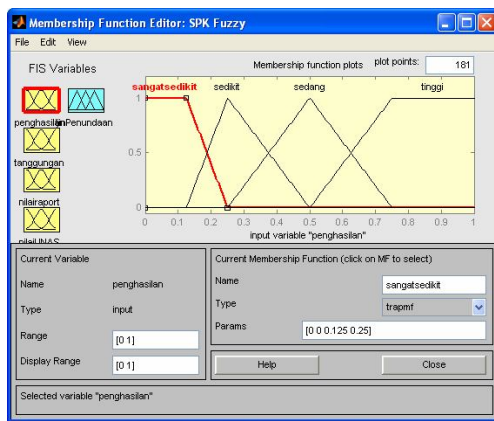 Membership Function Editor: SPK Fuzzy
File Edit View
FIS Variables
Membership function plots
plot points:
181
penghasilan
Penundaan
tanggungan
nilairaport
sangatsedikit
sedikit
sedang
tinggi
1
0.5
0
0 0.1 0.2 0.3 0.4 0.5 0.6 0.7 0.8 0.9 1
input variable "penghasilan"
Current Variable
Name
penghasilan
Type
input
Range
[0 1]
Display Range
[0 1]
Current Membership Function (click on MF to select)
Name
sangatsedikit
Type
trapmf
Params
[0 0 0.125 0.25]
Help
Close
Selected variable "penghasilan"